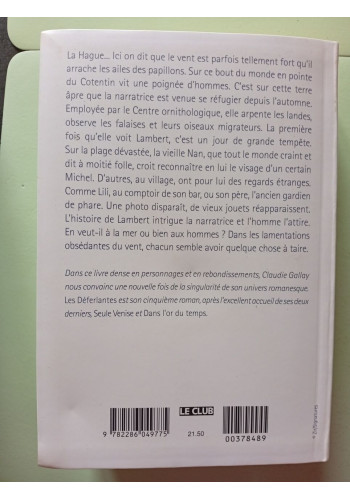 La Hague... Ici on dit que le vent est parfois tellement fort qu'il
arrache les ailes des papillons. Sur ce bout du monde en pointe
du Cotentin vit une poignée d'hommes. C'est sur cette terre
âpre que la narratrice est venue se réfugier depuis l'automne.
Employée par le Centre ornithologique, elle arpente les landes,
observe les falaises et leurs oiseaux migrateurs. La première
fois qu'elle voit Lambert, c'est un jour de grande tempête.
Sur la plage dévastée, la vieille Nan, que tout le monde craint et
dit à moitié folle, croit reconnaître en lui le visage d'un certain
Michel. D'autres, au village, ont pour lui des regards étranges.
Comme Lili, au comptoir de son bar, ou son père, l'ancien gardien
de phare. Une photo disparaît, de vieux jouets réapparaissent.
L'histoire de Lambert intrigue la narratrice et l'homme l'attire.
En veut-il à la mer ou bien aux hommes ? Dans les lamentations
obsédantes du vent, chacun semble avoir quelque chose à taire.
Dans ce livre dense en personnages et en rebondissements, Claudie Gallay
nous convainc une nouvelle fois de la singularité de son univers romanesque.
Les Déferlantes est son cinquième roman, après l'excellent accueil de ses deux
derniers, Seule Venise et Dans l'or du temps.
LE CLUB
9 782286 049775
21.50
00378489